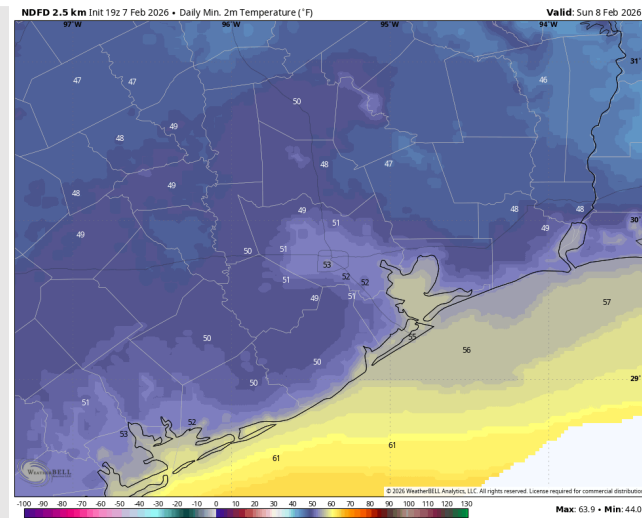 NDFD 2.5 km Init 19z 7 Feb 2026 • Daily Min. 2m Temperature (°F) Valid: Sun 8 Feb 2026
97°W 96°W 95°W 94°W
31°
47 47 46
50
49
48
48 47
49
48
49 51 48 48
30°
49 49
50 51
53
51 52 52
49 51 57
55
50 56
50
29°
50
51
52
53
61
61
WeatherBELL
© 2026 WeatherBELL Analytics, LLC. All rights reserved. License required for commercial distribution
-100 -90 -80 -70 -60 -50 -40 -30 -20 -10 0 10 20 30 40 50 60 70 80 90 100 110 120 130
Max: 63.9 • Min: 44.0